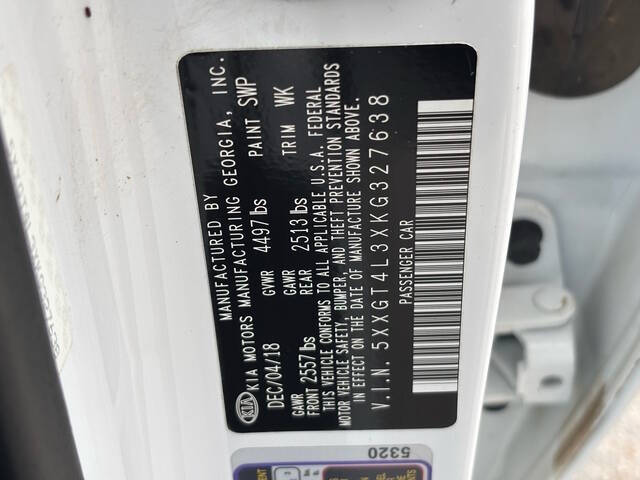 MANUFACTURED BY
KIA KIA MOTORS MANUFACTURING GEORGIA, INC.
DEC/04/18 GVWR 4497lbs PAINT SWP
GAWR FRONT 2557lbs GAWR REAR 2513lbs TRIM WK
THIS VEHICLE CONFORMS TO ALL APPLICABLE U.S.A. FEDERAL
MOTOR VEHICLE SAFETY, BUMPER, AND THEFT PREVENTION STANDARDS
IN EFFECT ON THE DATE OF MANUFACTURE SHOWN ABOVE.
V.I.N. 5XXGT4L3XKG327638
PASSENGER CAR
5320